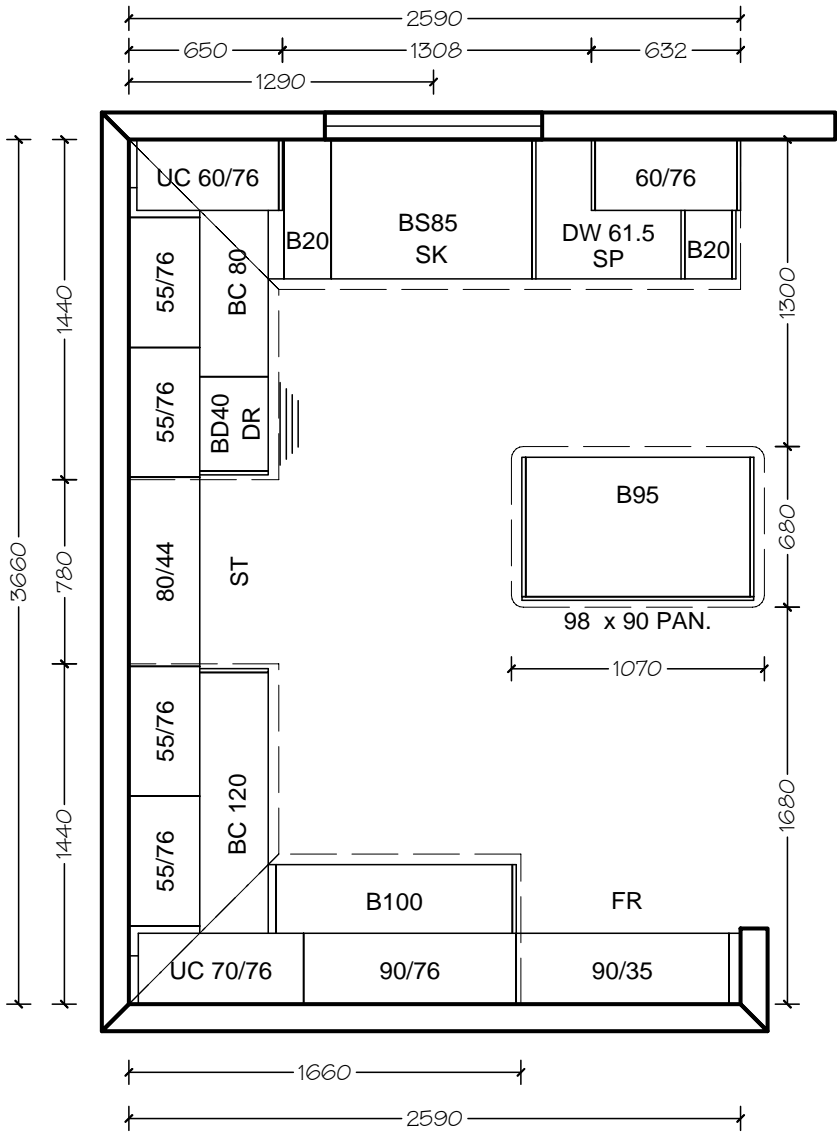 2590
650
1308
632
1290
UC 60/76
60/76
B20
BS85
SK
DW 61.5
SP
B20
BC 80
55/76
55/76
BD40
DR
1440
1300
3660
780
80/44
ST
B95
680
98 x 90 PAN.
1070
55/76
55/76
BC 120
1440
1680
B100
FR
UC 70/76
90/76
90/35
1660
2590